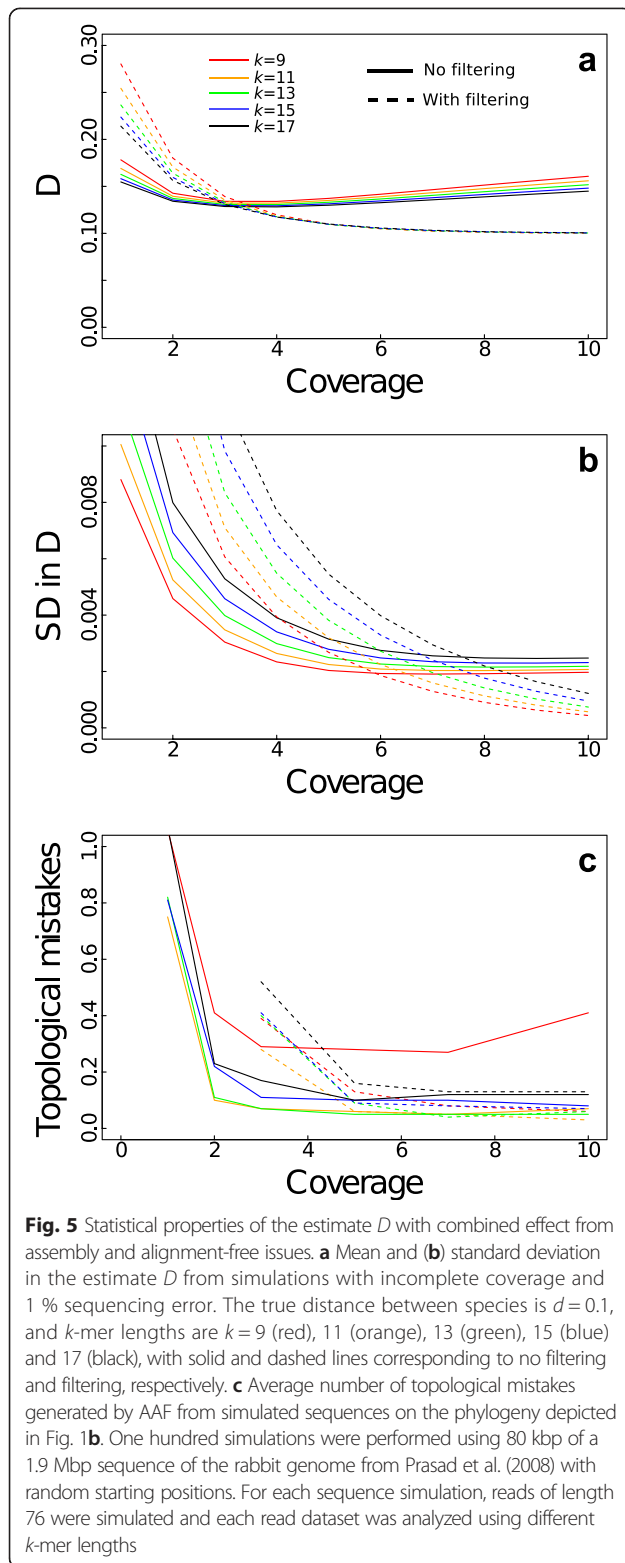 0.30
0.20
0.10
0.00
D
k=9
k=11
k=13
k=15
k=17
No filtering
With filtering
a
2 4 6 8 10
Coverage
0.008
0.004
0.000
SD in D
b
2 4 6 8 10
Coverage
1.0
0.8
0.6
0.4
0.2
0.0
Topological mistakes
c
0 2 4 6 8 10
Coverage
Fig. 5 Statistical properties of the estimate D with combined effect from
assembly and alignment-free issues. a Mean and (b) standard deviation
in the estimate D from simulations with incomplete coverage and
1 % sequencing error. The true distance between species is d = 0.1,
and k-mer lengths are k = 9 (red), 11 (orange), 13 (green), 15 (blue)
and 17 (black), with solid and dashed lines corresponding to no filtering
and filtering, respectively. c Average number of topological mistakes
generated by AAF from simulated sequences on the phylogeny depicted
in Fig. 1b. One hundred simulations were performed using 80 kbp of a
1.9 Mbp sequence of the rabbit genome from Prasad et al. (2008) with
random starting positions. For each sequence simulation, reads of length
76 were simulated and each read dataset was analyzed using different
k-mer lengths